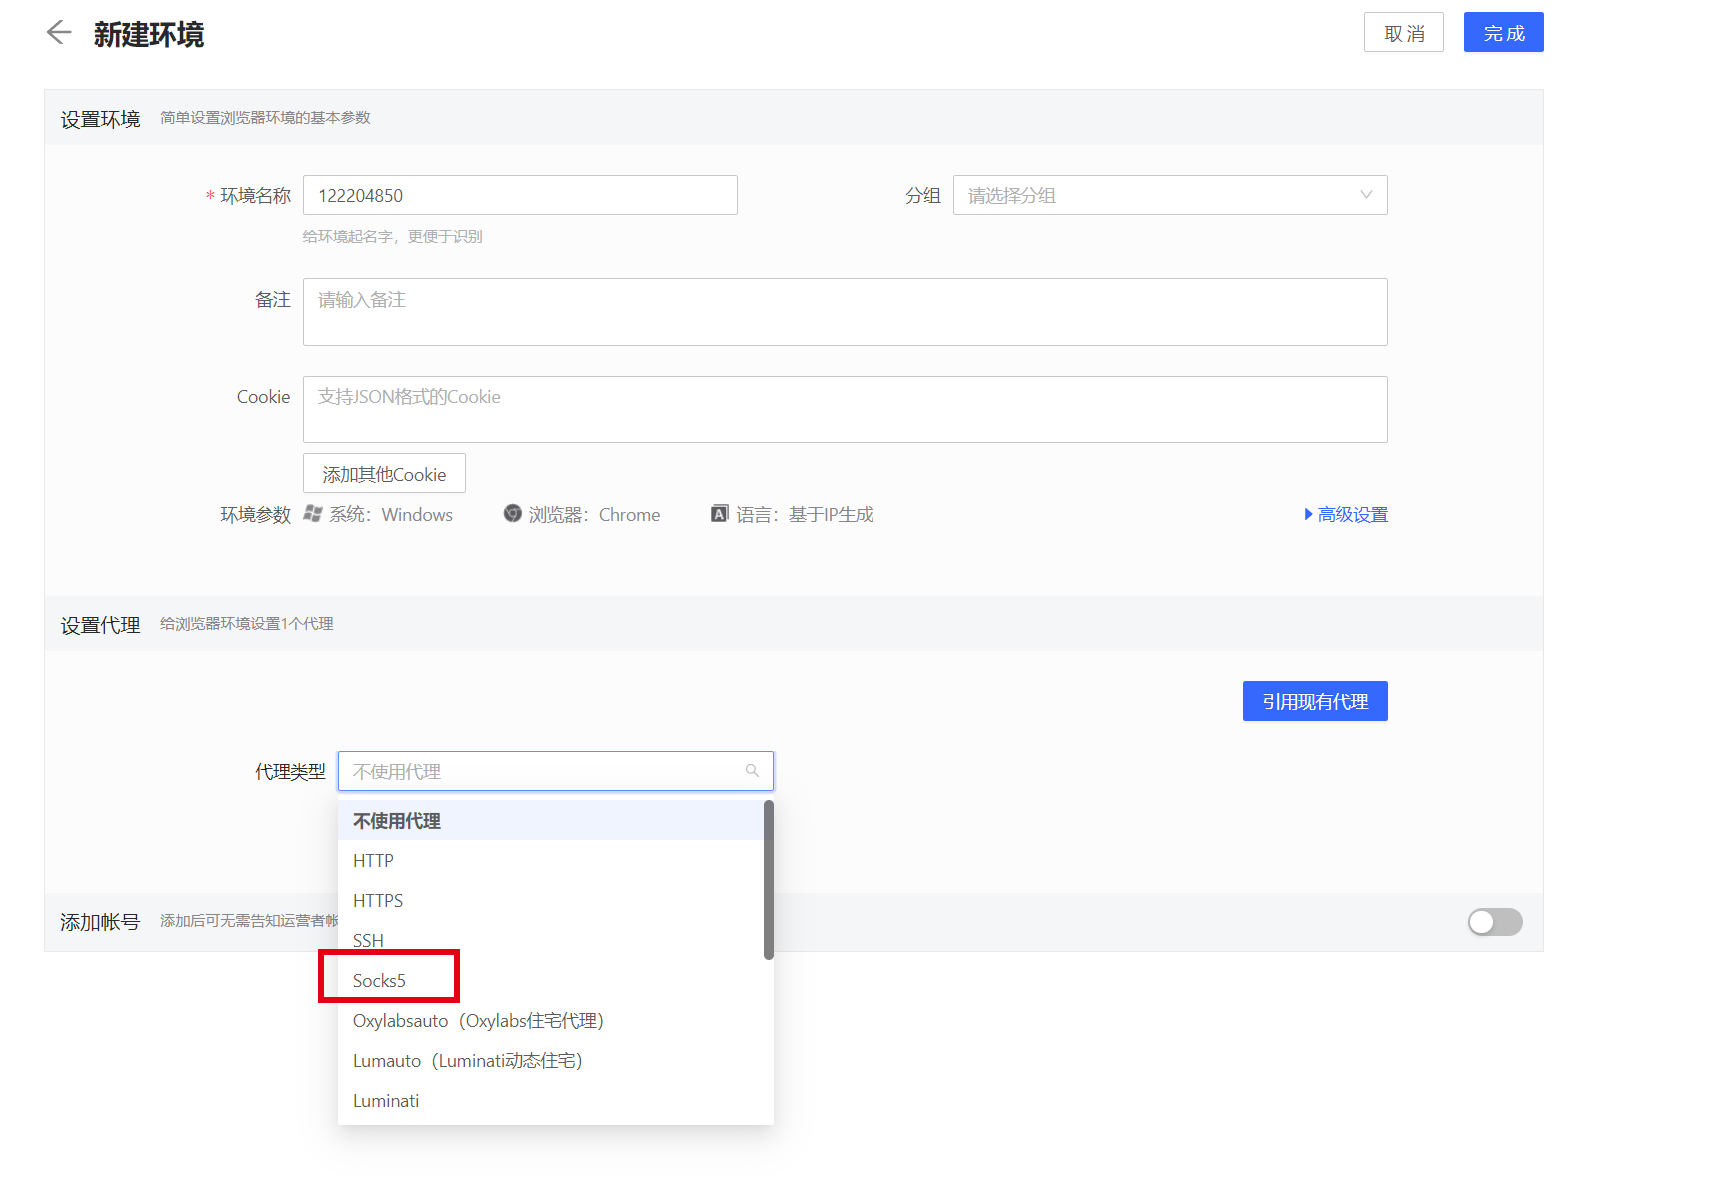 新建环境
取消
完成
设置环境 简单设置浏览器环境的基本参数
* 环境名称 122204850
分组 请选择分组
给环境起名字，更便于识别
备注 请输入备注
Cookie 支持JSON格式的Cookie
添加其他Cookie
环境参数 系统：Windows 浏览器：Chrome A 语言：基于IP生成 高级设置
设置代理 给浏览器环境设置1个代理
引用现有代理
代理类型 不使用代理
不使用代理
HTTP
HTTPS
SSH
添加帐号 添加后可无需告知运营者帐
Socks5
Oxylabsauto（Oxylabs住宅代理）
Lumauto（Luminati动态住宅）
Luminati